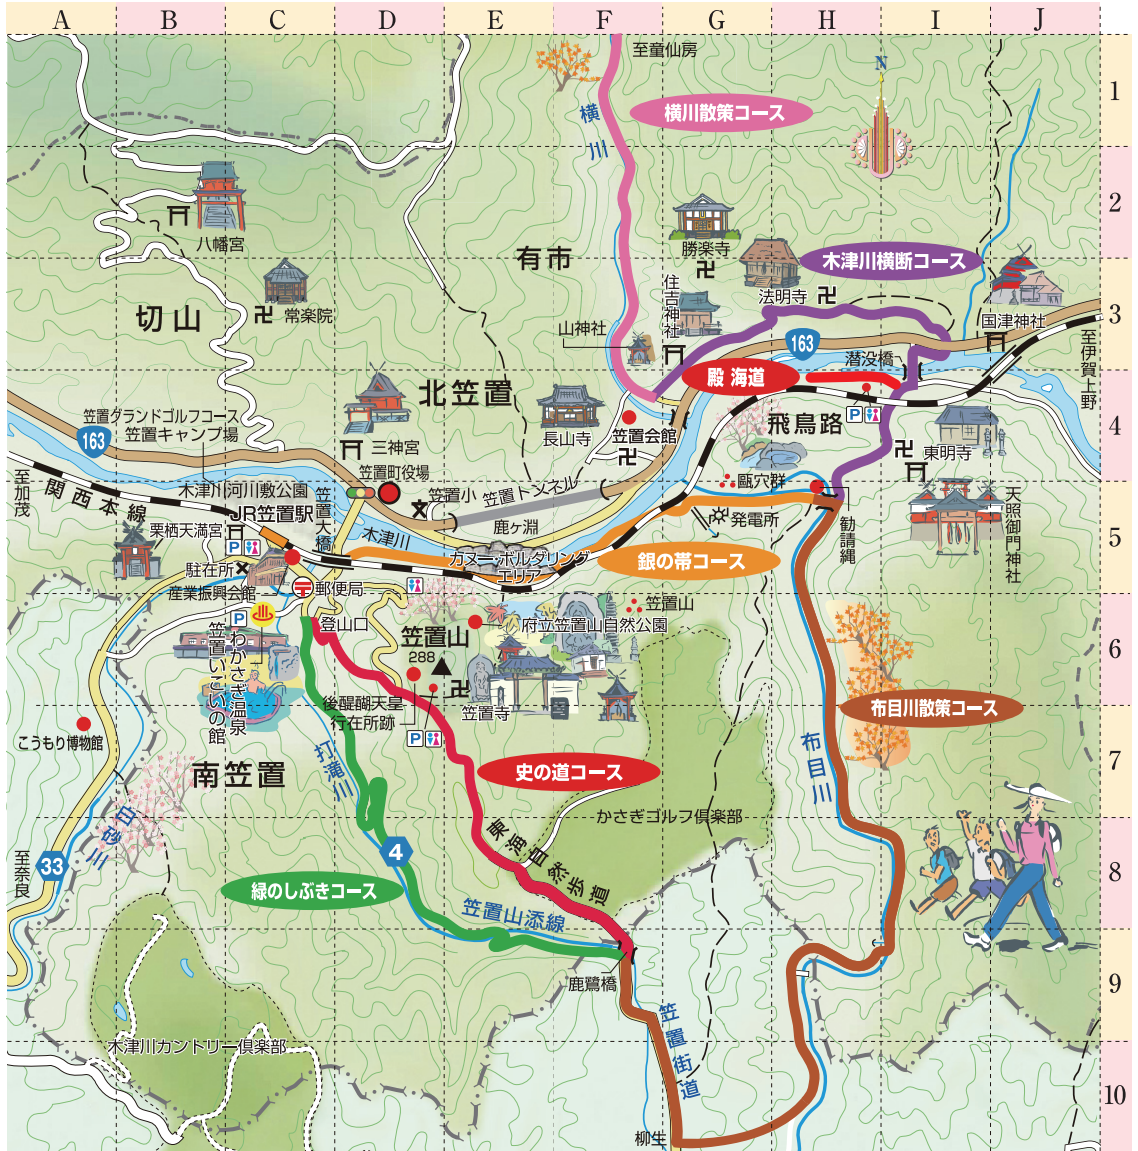 A B C D E F G H I J
1
2
3
4
5
6
7
8
9
10
N
至童仙房
横川
横川散策コース
八幡宮
有市
勝楽寺
木津川横断コース
切山
常楽院
住吉神社
法明寺
山神社
国津神社
163
潜没橋
至伊賀上野
殿 海道
北笠置
笠置グランドゴルフコース
笠置キャンプ場
163
三神宮
長山寺
笠置会館
飛鳥路
P
東明寺
至加茂
関西本線
木津川河川敷公園
笠置町役場
笠置小
笠置トンネル
甌穴群
栗栖天満宮
JR笠置駅
笠置大橋
木津川
鹿ヶ淵
発電所
勧請縄
天照御門神社
P
駐在所
カヌー・ボルダリング
エリア
銀の帯コース
産業振興会館
郵便局
P
登山口
笠置山
288
府立笠置山自然公園
笠置山
わかさぎ温泉
笠置いこいの館
後醍醐天皇
行在所跡
笠置寺
P
布目川散策コース
こうもり博物館
南笠置
打滝川
史の道コース
布目川
白砂川
かさぎゴルフ倶楽部
東海自然歩道
至奈良
33
4
緑のしぶきコース
笠置山添線
鹿鷺橋
笠置街道
木津川カントリー倶楽部
柳生